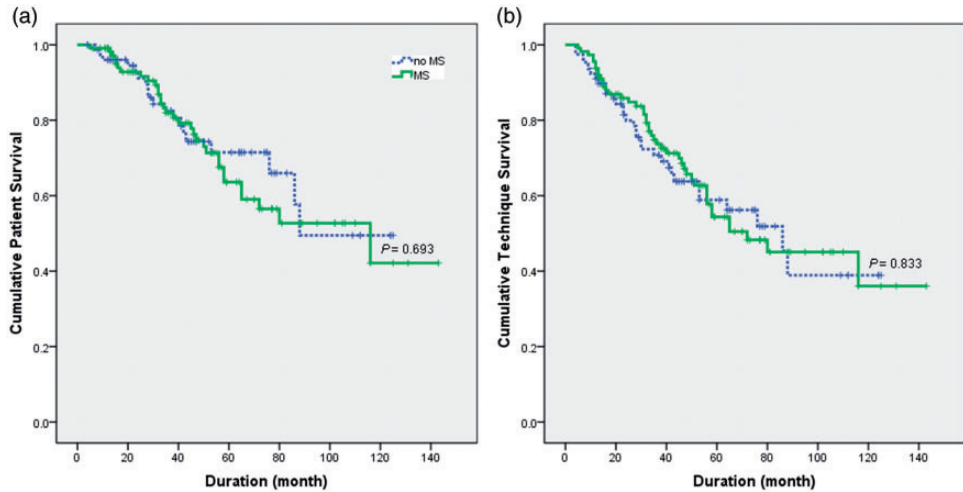 (a)
Cumulative Patient Survival
1.0
0.8
0.6
0.4
0.2
0.0
no MS
MS
P = 0.693
0 20 40 60 80 100 120 140
Duration (month)
(b)
Cumulative Technique Survival
1.0
0.8
0.6
0.4
0.2
0.0
P = 0.833
0 20 40 60 80 100 120 140
Duration (month)